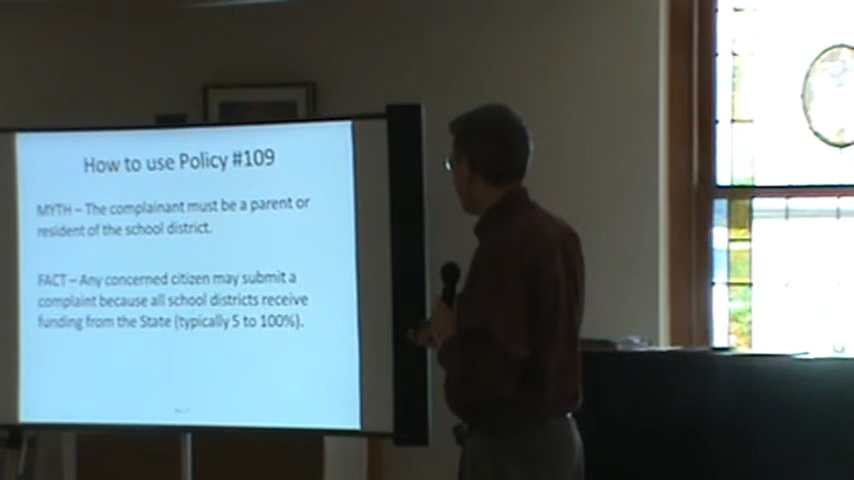 How to use Policy #109
MYTH – The complainant must be a parent or
resident of the school district.
FACT – Any concerned citizen may submit a
complaint because all school districts receive
funding from the State (typically 5 to 100%).